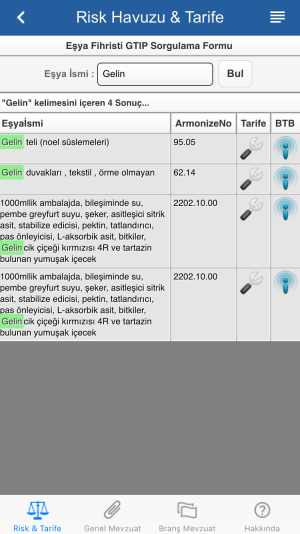 Risk Havuzu & Tarife
Eşya Fihristi GTIP Sorgulama Formu
Eşya İsmi : Gelin Bul
"Gelin" kelimesini içeren 4 Sonuç...
Eşyaİsmi ArmonizeNo Tarife BTB
Gelin teli (noel süslemeleri) 95.05
Gelin duvakları , tekstil , örme olmayan 62.14
1000mlik ambalajda, bileşiminde su, 2202.10.00
pembe greyfurt suyu, şeker, asitleşici sitrik
asit, stabilize edicisi, pektin, tatlandırıcı,
pas önleyicisi, L-aksorbik asit, bitkiler,
Gelincik çiçeği kırmızısı 4R ve tartazin
bulunan yumuşak içecek
1000mlik ambalajda, bileşiminde su, 2202.10.00
pembe greyfurt suyu, şeker, asitleşici sitrik
asit, stabilize edicisi, pektin, tatlandırıcı,
pas önleyicisi, L-aksorbik asit, bitkiler,
Gelincik çiçeği kırmızısı 4R ve tartazin
bulunan yumuşak içecek
Risk & Tarife Genel Mevzuat Branş Mevzuat Hakkında